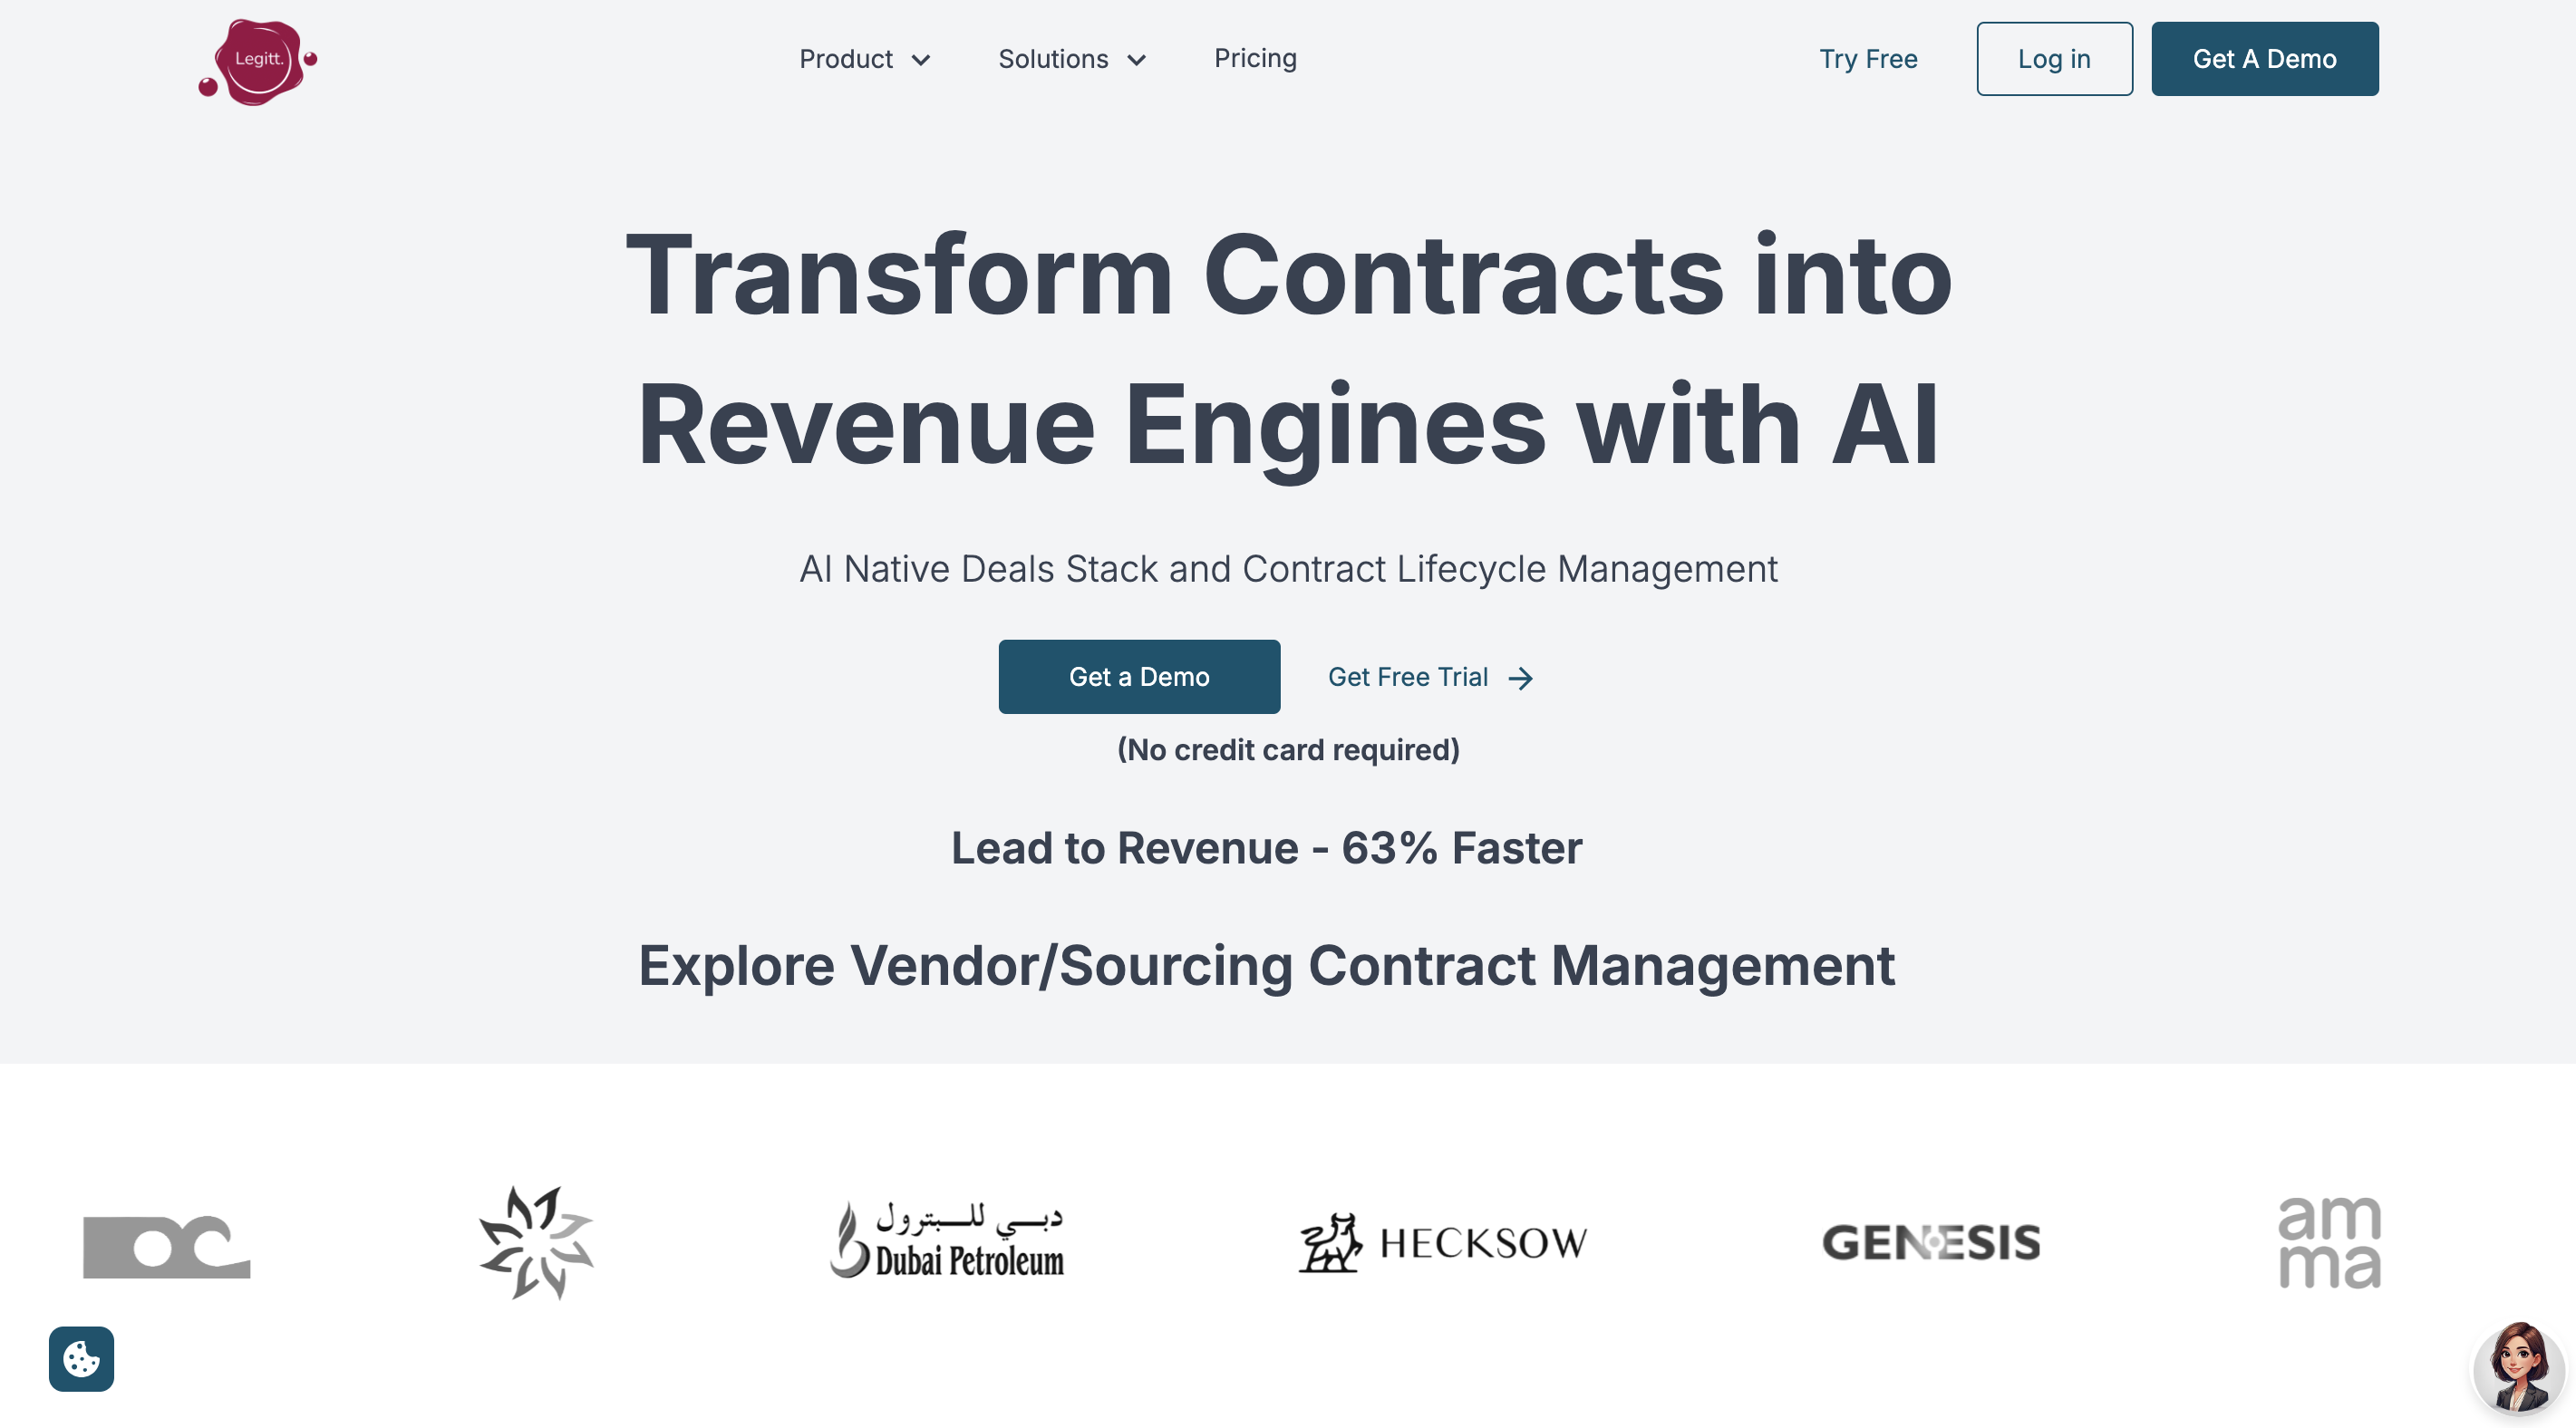 Legitt.
Product
Solutions
Pricing
Try Free
Log in
Get A Demo
Transform Contracts into
Revenue Engines with AI
AI Native Deals Stack and Contract Lifecycle Management
Get a Demo
Get Free Trial
(No credit card required)
Lead to Revenue - 63% Faster
Explore Vendor/Sourcing Contract Management
دبي للبترول
Dubai Petroleum
HECKSOW
GENESIS
am
ma